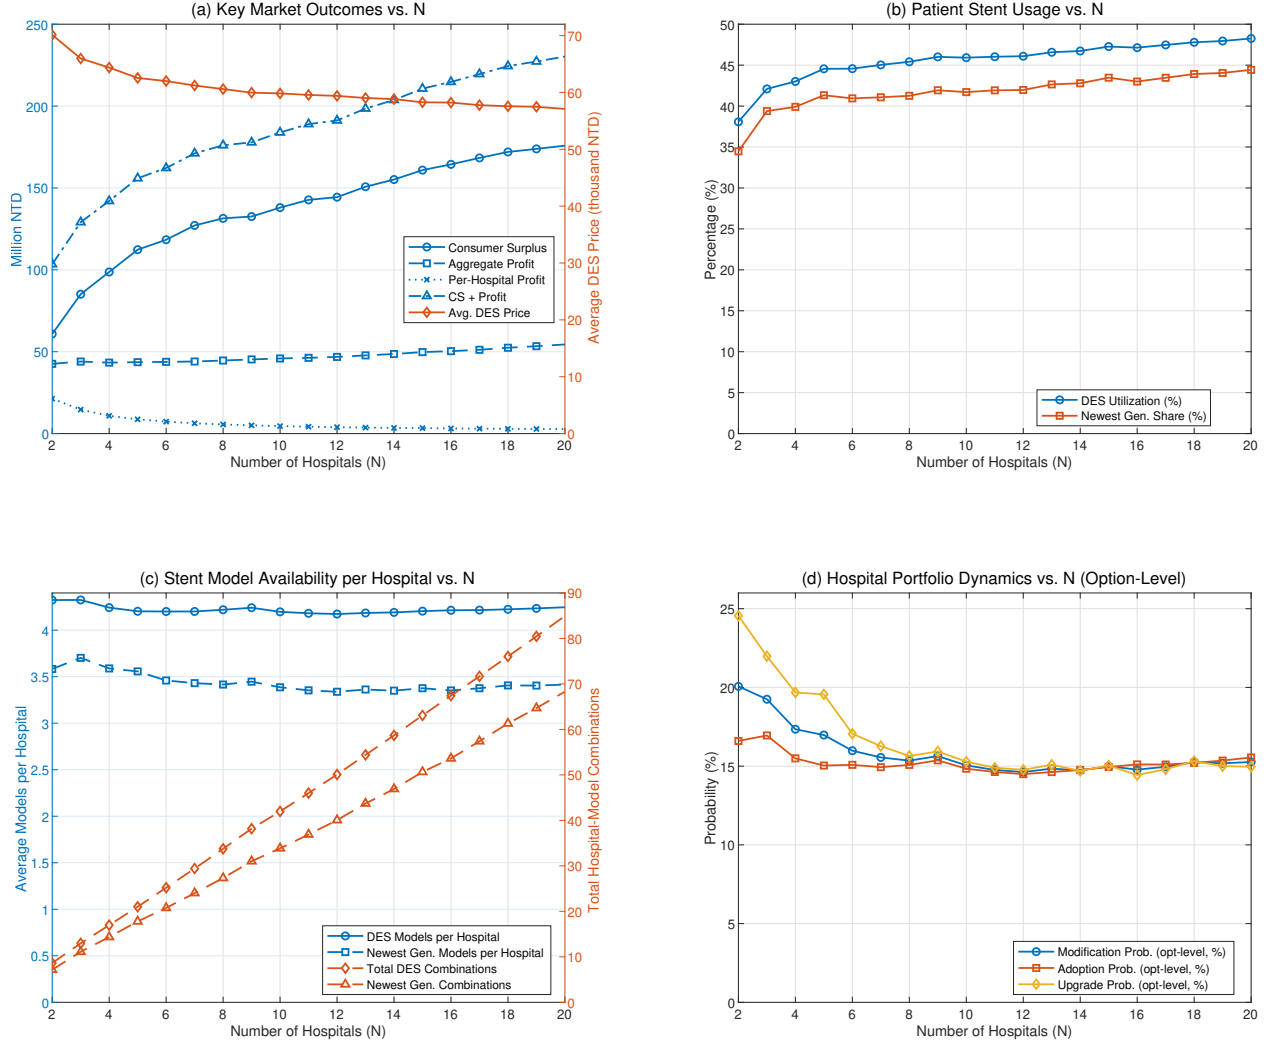 (a) Key Market Outcomes vs. N
250
200
150
100
50
0
70
60
50
40
30
20
10
0
2 4 6 8 10 12 14 16 18 20
Number of Hospitals (N)
Million NTD
Average DES Price (thousand NTD)
Consumer Surplus
Aggregate Profit
Per-Hospital Profit
CS + Profit
Avg. DES Price
(b) Patient Stent Usage vs. N
50
45
40
35
30
25
20
15
10
5
0
2 4 6 8 10 12 14 16 18 20
Number of Hospitals (N)
Percentage (%)
DES Utilization (%)
Newest Gen. Share (%)
(c) Stent Model Availability per Hospital vs. N
4
3.5
3
2.5
2
1.5
1
0.5
0
90
80
70
60
50
40
30
20
10
0
2 4 6 8 10 12 14 16 18 20
Number of Hospitals (N)
Average Models per Hospital
Total Hospital-Model Combinations
DES Models per Hospital
Newest Gen. Models per Hospital
Total DES Combinations
Newest Gen. Combinations
(d) Hospital Portfolio Dynamics vs. N (Option-Level)
25
20
15
10
5
0
2 4 6 8 10 12 14 16 18 20
Number of Hospitals (N)
Probability (%)
Modification Prob. (opt-level, %)
Adoption Prob. (opt-level, %)
Upgrade Prob. (opt-level, %)